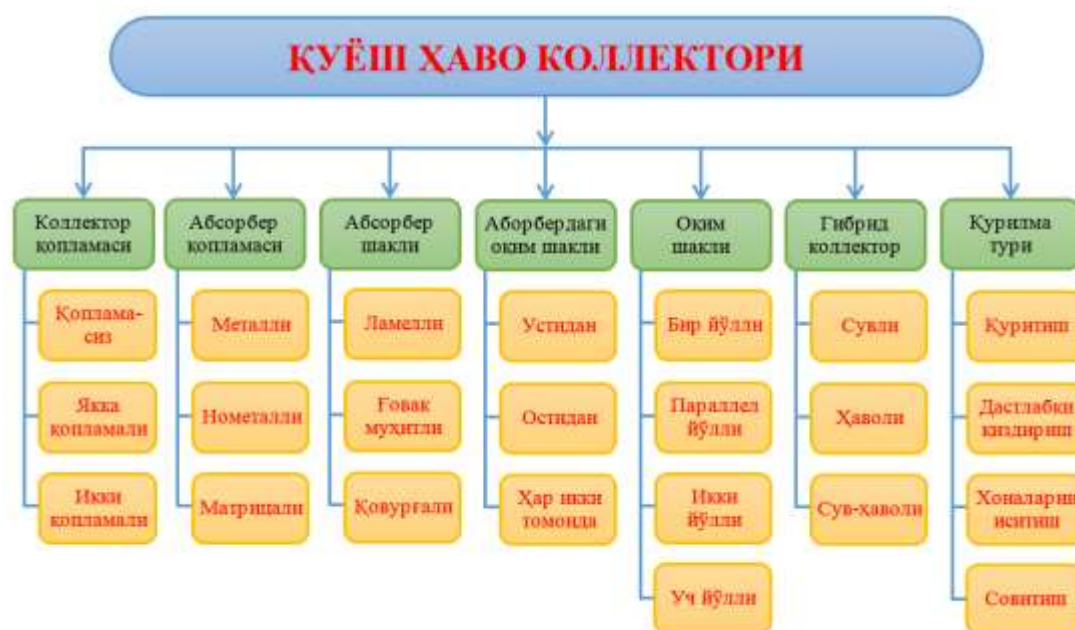 ҚУЁШ ҲАВО КОЛЛЕКТОРИ
Коллектор
қопламаси
Қоплама-
сиз
Якка
қопламали
Икки
копламали
Абсорбер
қопламаси
Металли
Нометалли
Матрицали
Абсорбер
шакли
Ламелли
Ғовак
муҳитли
Қовурғали
Аборбердаги
оқим шакли
Устидан
Остидан
Ҳар икки
томонда
Оқим
шакли
Бир йўлли
Параллел
йўлли
Икки
йўлли
Уч йўлли
Гибрид
коллектор
Сувли
Ҳаволи
Сув-ҳаволи
Қурилма
тури
Қуритиш
Дастлабки
қиздириш
Хоналарни
иситиш
Совитиш